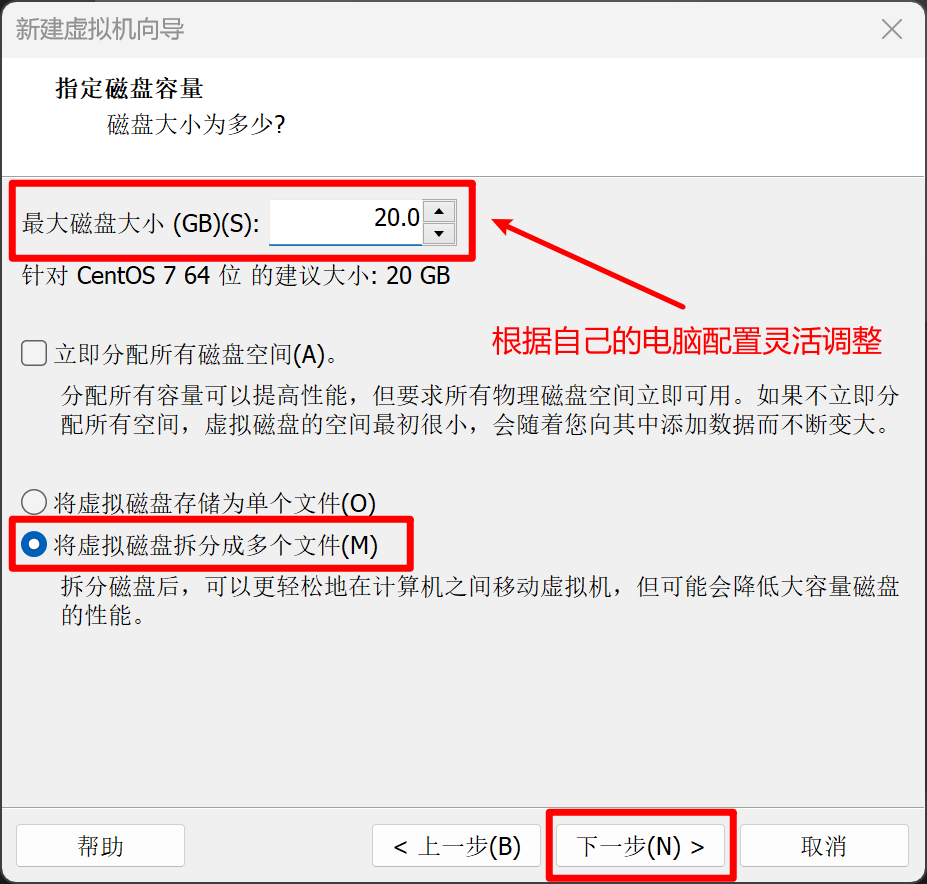 新建虚拟机向导
指定磁盘容量
磁盘大小为多少?
最大磁盘大小 (GB)(S): 20.0
针对 CentOS 7 64 位 的建议大小: 20 GB
根据自己的电脑配置灵活调整
立即分配所有磁盘空间(A)。
分配所有容量可以提高性能，但要求所有物理磁盘空间立即可用。如果不立即分
配所有空间，虚拟磁盘的空间最初很小，会随着您向其中添加数据而不断变大。
将虚拟磁盘存储为单个文件(O)
将虚拟磁盘拆分成多个文件(M)
拆分磁盘后，可以更轻松地在计算机之间移动虚拟机，但可能会降低大容量磁盘
的性能。
帮助 < 上一步(B) 下一步(N) > 取消